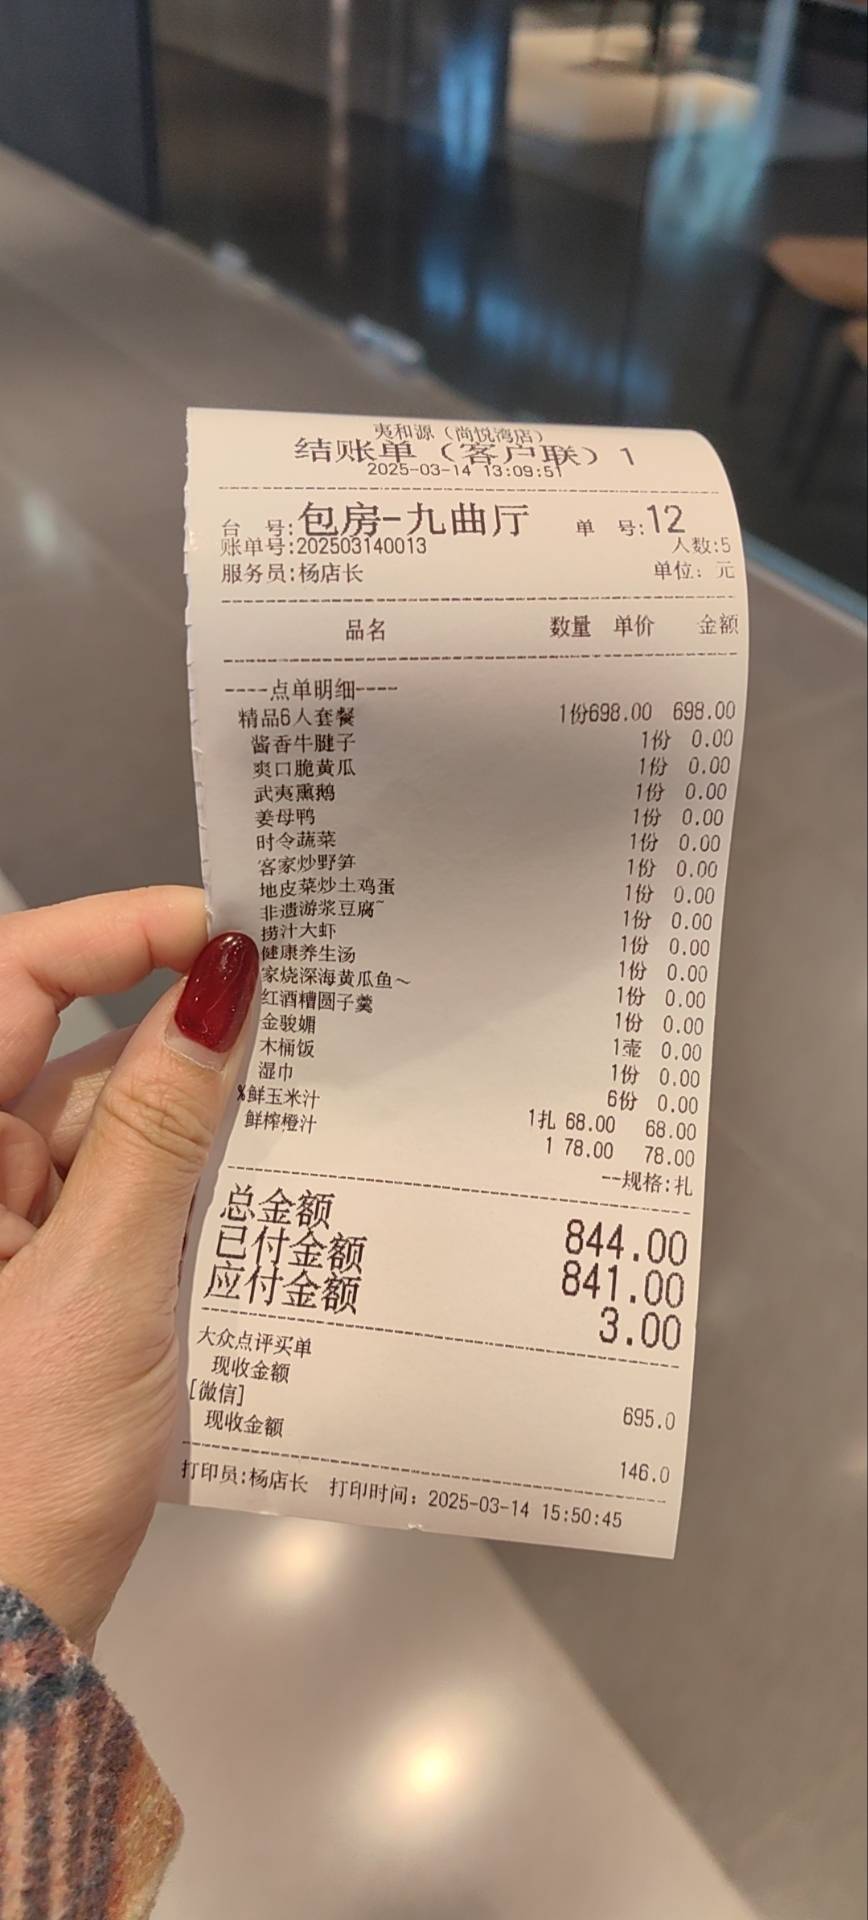 夷和源（尚悦湾店）
结账单（客户联）1
2025-03-14 13:09:51
台 号:包房-九曲厅 单 号:12
账单号:202503140013 人数:5
服务员:杨店长 单位: 元
品名 数量 单价 金额
----点单明细----
精品6人套餐 1份698.00 698.00
酱香牛腱子 1份 0.00
爽口脆黄瓜 1份 0.00
武夷熏鹅 1份 0.00
姜母鸭 1份 0.00
时令蔬菜 1份 0.00
客家炒野笋 1份 0.00
地皮菜炒土鸡蛋 1份 0.00
非遗游浆豆腐~ 1份 0.00
捞汁大虾 1份 0.00
健康养生汤 1份 0.00
家烧深海黄瓜鱼～ 1份 0.00
红酒糟圆子羹 1份 0.00
金骏媚 1壶 0.00
木桶饭 1份 0.00
湿巾 6份 0.00
%鲜玉米汁 1扎 68.00 68.00
鲜榨橙汁 1 78.00 78.00
--规格:扎
总金额 844.00
已付金额 841.00
应付金额 3.00
大众点评买单
现收金额 695.0
[微信]
现收金额 146.0
打印员:杨店长 打印时间: 2025-03-14 15:50:45